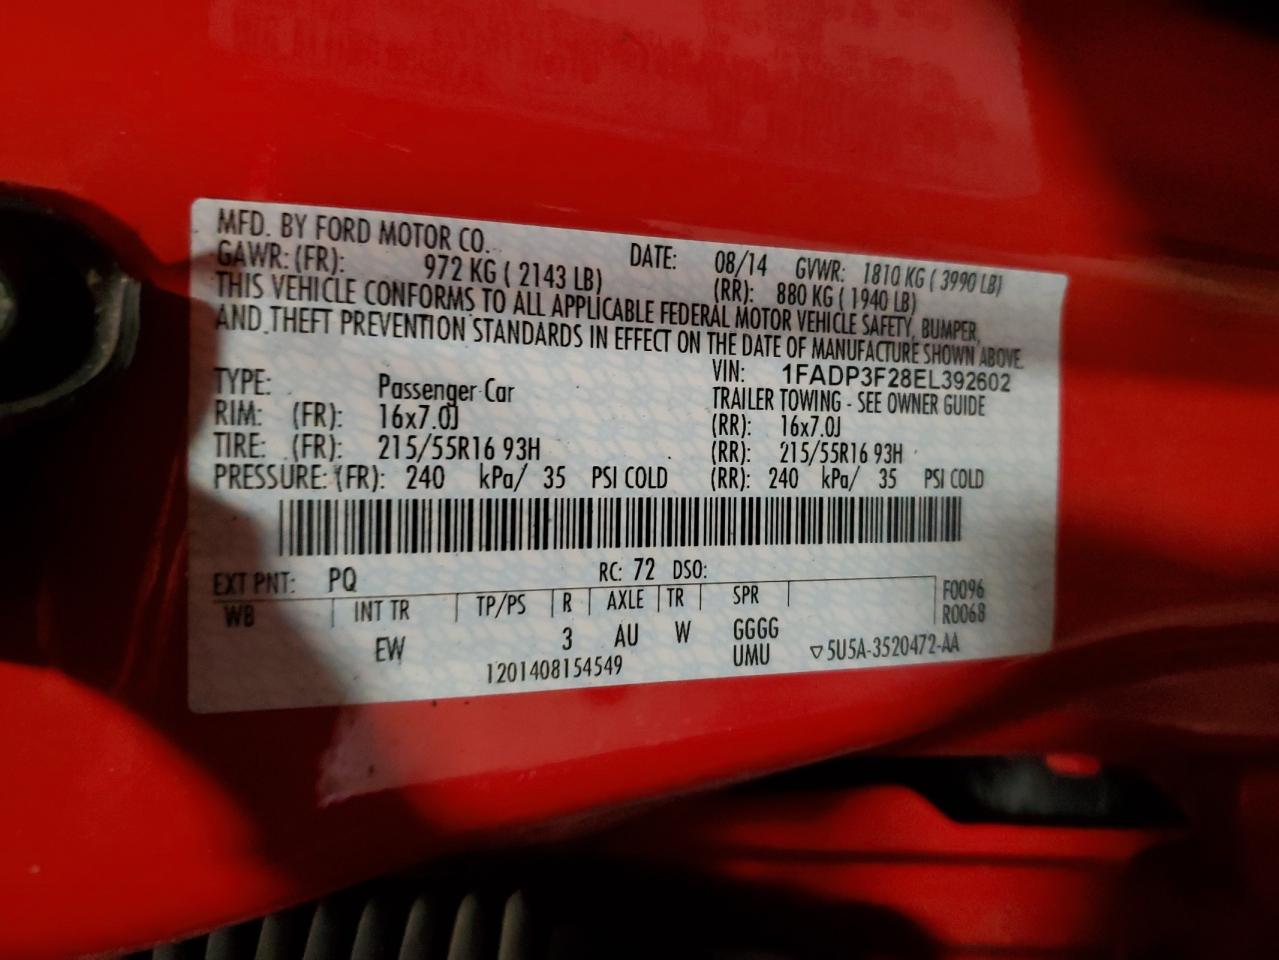 MFD. BY FORD MOTOR CO.
DATE: 08/14 GVWR: 1810 KG ( 3990 LB)
GAWR: (FR): 972 KG ( 2143 LB) (RR): 880 KG ( 1940 LB)
THIS VEHICLE CONFORMS TO ALL APPLICABLE FEDERAL MOTOR VEHICLE SAFETY, BUMPER,
AND THEFT PREVENTION STANDARDS IN EFFECT ON THE DATE OF MANUFACTURE SHOWN ABOVE.
VIN: 1FADP3F28EL392602
TYPE: Passenger Car TRAILER TOWING - SEE OWNER GUIDE
RIM: (FR): 16x7.0J (RR): 16x7.0J
TIRE: (FR): 215/55R16 93H (RR): 215/55R16 93H
PRESSURE: (FR): 240 kPa/ 35 PSI COLD (RR): 240 kPa/ 35 PSI COLD
EXT PNT: PQ RC: 72 DSO:
WB INT TR TP/PS R AXLE TR SPR F0096
R0068
EW 3 AU W GGGG
UMU ▽5U5A-3520472-AA
1201408154549